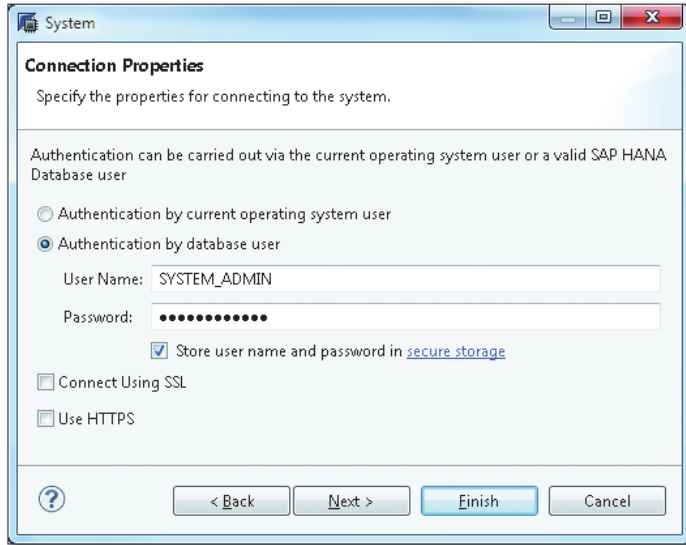 System
Connection Properties
Specify the properties for connecting to the system.
Authentication can be carried out via the current operating system user or a valid SAP HANA
Database user
Authentication by current operating system user
Authentication by database user
User Name: SYSTEM_ADMIN
Password: ●●●●●●●●●●●●
Store user name and password in secure storage
Connect Using SSL
Use HTTPS
< Back Next > Finish Cancel